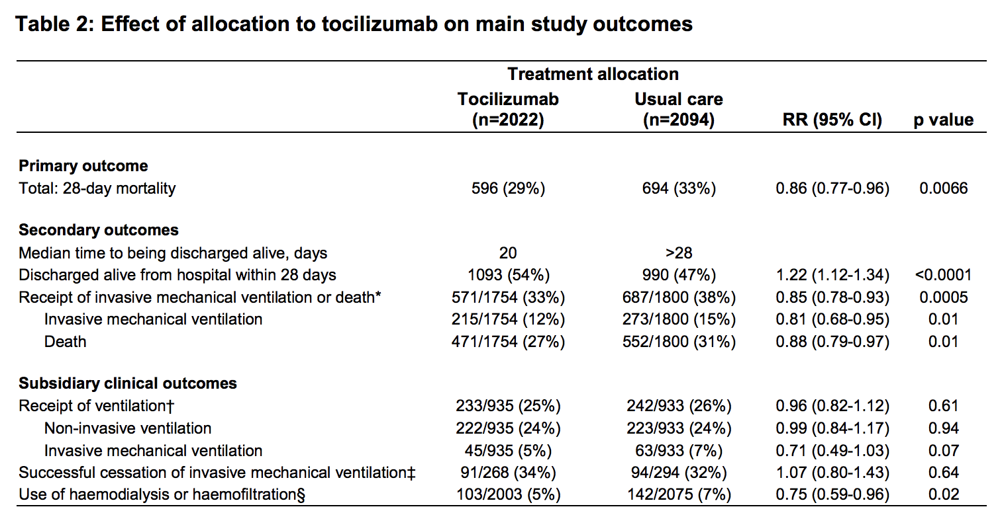 Table 2: Effect of allocation to tocilizumab on main study outcomes
Treatment allocation
Tocilizumab Usual care
(n=2022) (n=2094) RR (95% CI) p value
Primary outcome
Total: 28-day mortality 596 (29%) 694 (33%) 0.86 (0.77-0.96) 0.0066
Secondary outcomes
Median time to being discharged alive, days 20 >28
Discharged alive from hospital within 28 days 1093 (54%) 990 (47%) 1.22 (1.12-1.34) <0.0001
Receipt of invasive mechanical ventilation or death* 571/1754 (33%) 687/1800 (38%) 0.85 (0.78-0.93) 0.0005
Invasive mechanical ventilation 215/1754 (12%) 273/1800 (15%) 0.81 (0.68-0.95) 0.01
Death 471/1754 (27%) 552/1800 (31%) 0.88 (0.79-0.97) 0.01
Subsidiary clinical outcomes
Receipt of ventilation† 233/935 (25%) 242/933 (26%) 0.96 (0.82-1.12) 0.61
Non-invasive ventilation 222/935 (24%) 223/933 (24%) 0.99 (0.84-1.17) 0.94
Invasive mechanical ventilation 45/935 (5%) 63/933 (7%) 0.71 (0.49-1.03) 0.07
Successful cessation of invasive mechanical ventilation‡ 91/268 (34%) 94/294 (32%) 1.07 (0.80-1.43) 0.64
Use of haemodialysis or haemofiltration§ 103/2003 (5%) 142/2075 (7%) 0.75 (0.59-0.96) 0.02